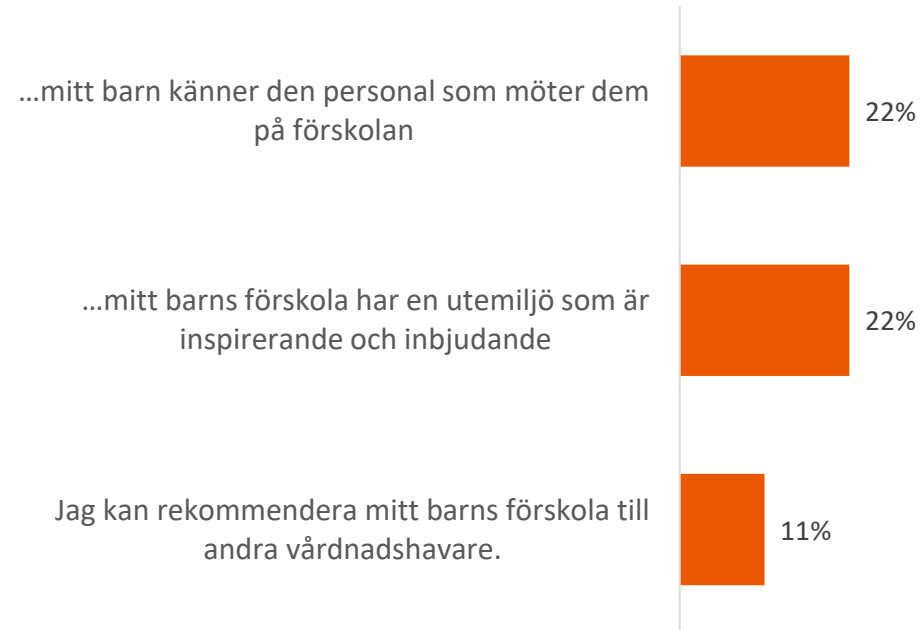 ...mitt barn känner den personal som möter dem
på förskolan
22%
...mitt barns förskola har en utemiljö som är
inspirerande och inbjudande
22%
Jag kan rekommendera mitt barns förskola till
andra vårdnadshavare.
11%